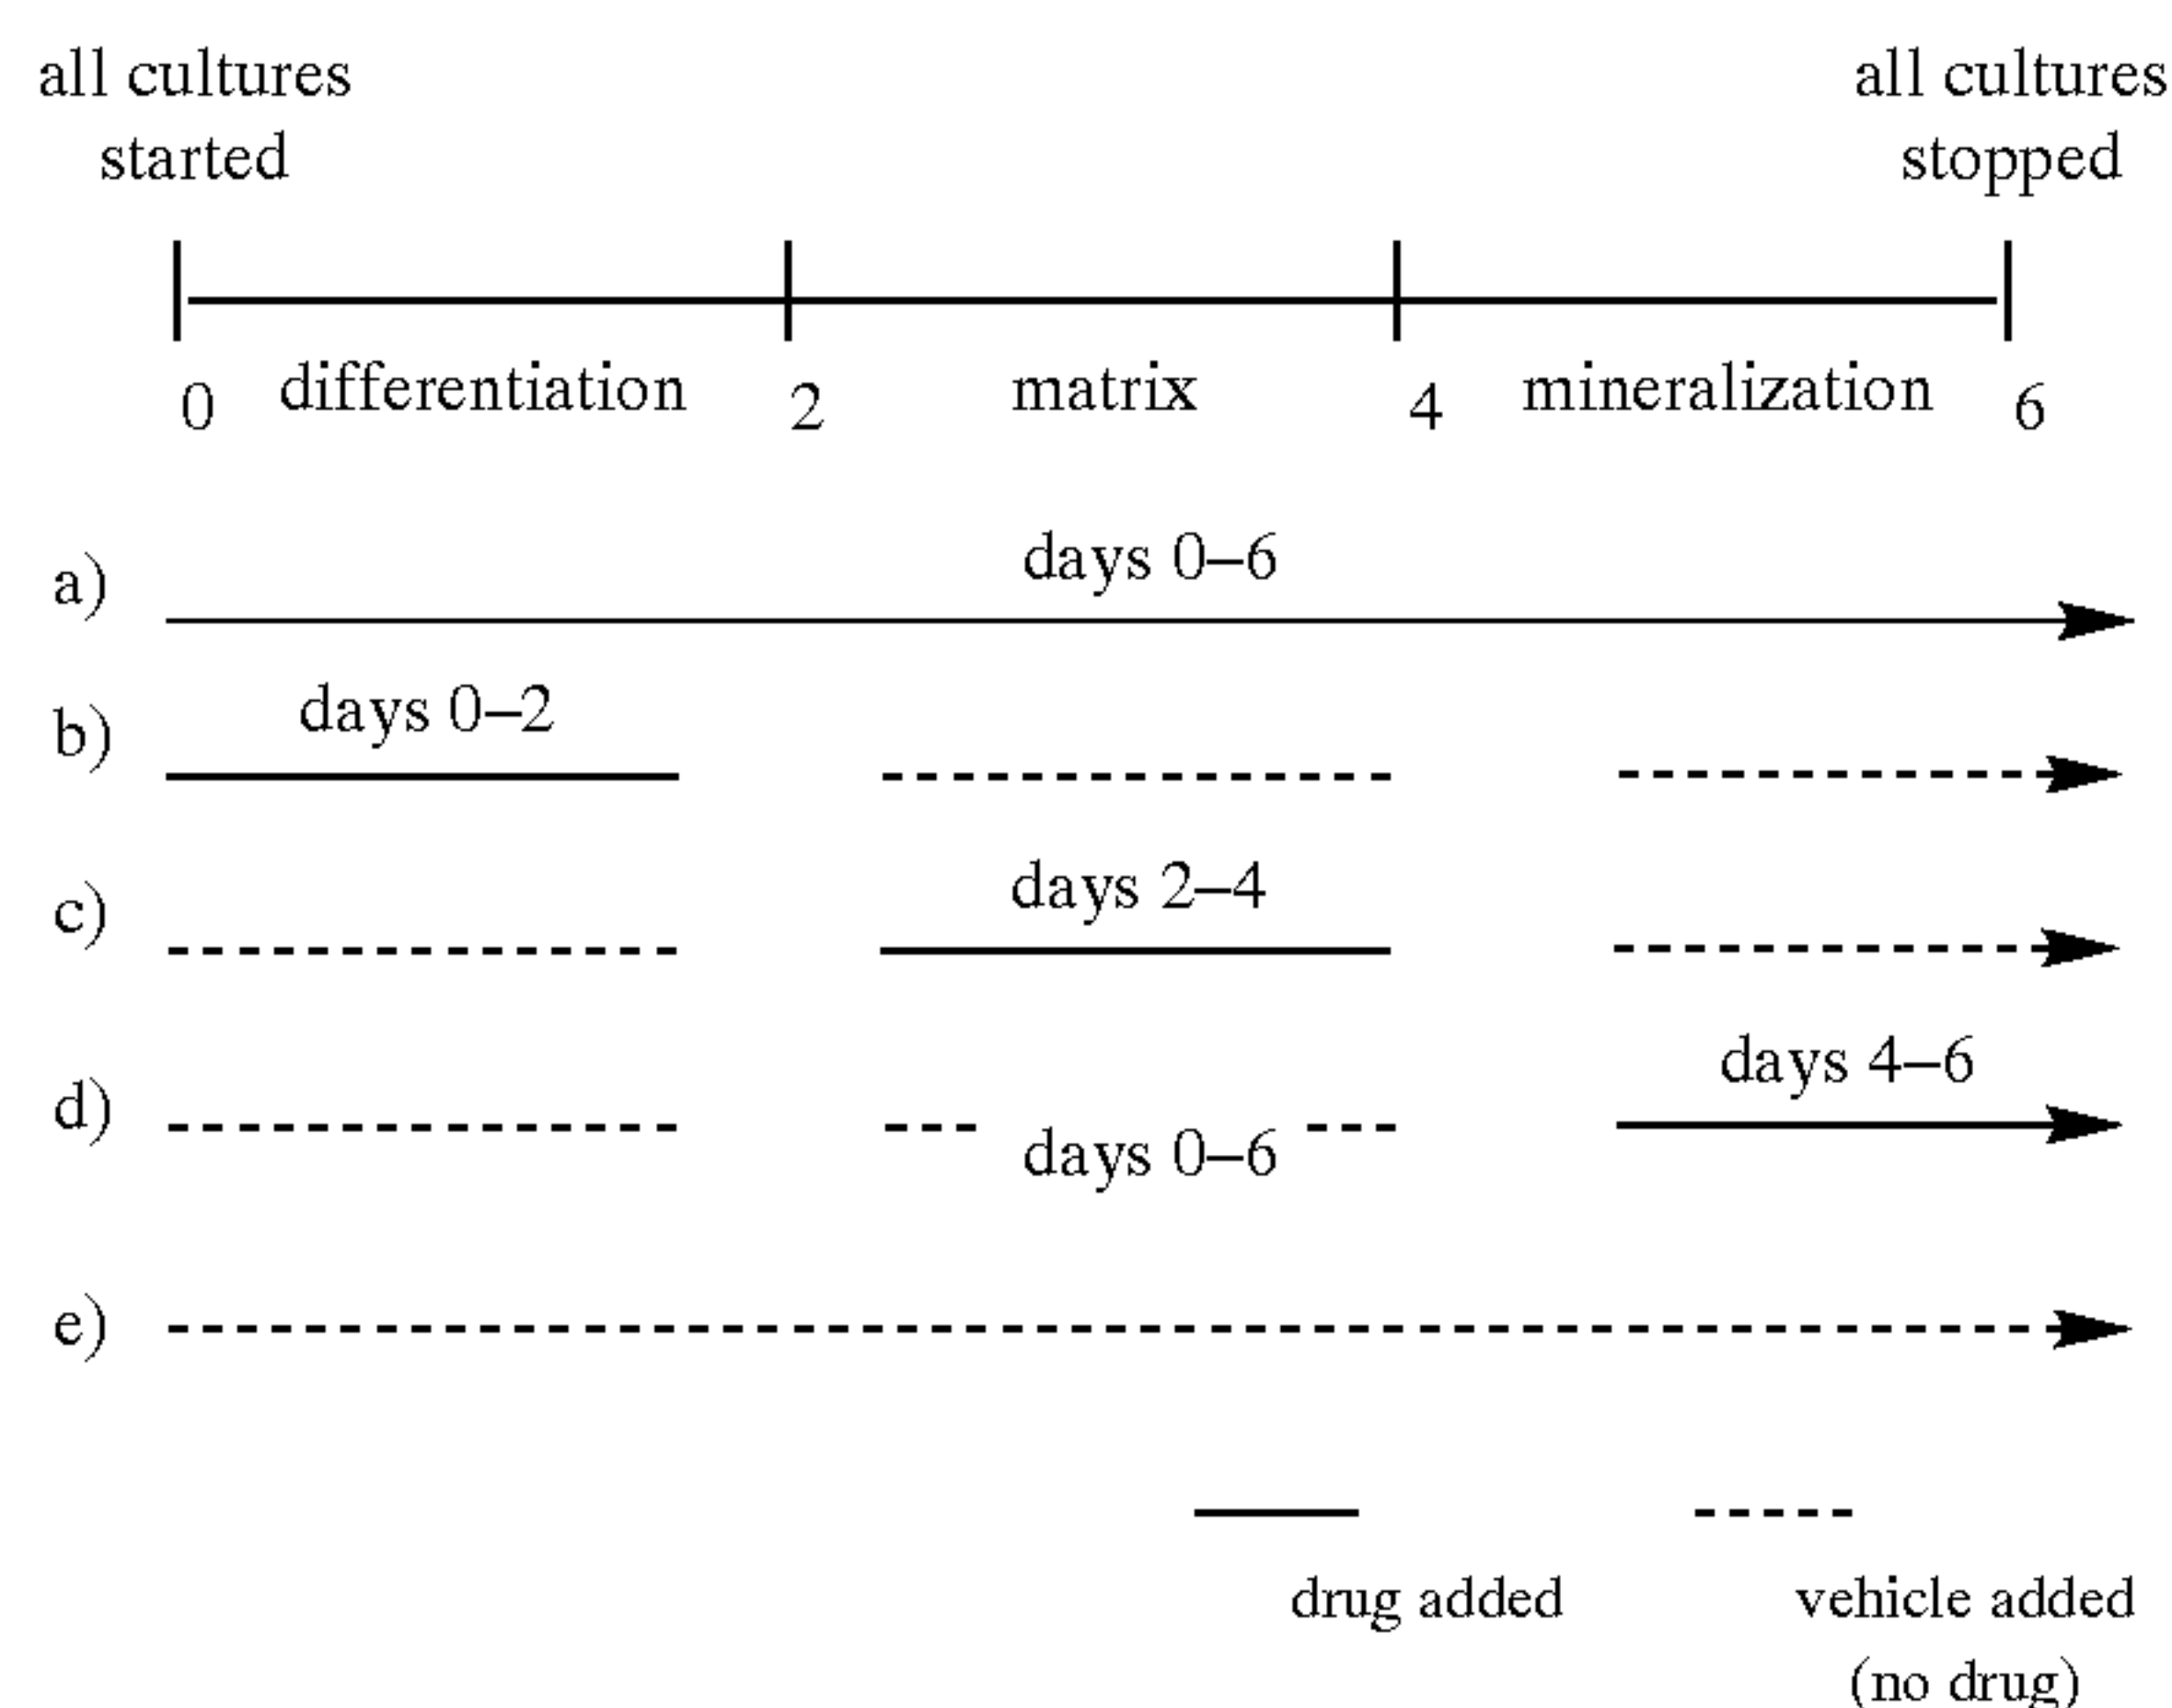 all cultures
started
all cultures
stopped
0 differentiation 2 matrix 4 mineralization 6
a) days 0–6
b) days 0–2
c) days 2–4
d) days 4–6
days 0–6
e)
drug added
vehicle added
(no drug)